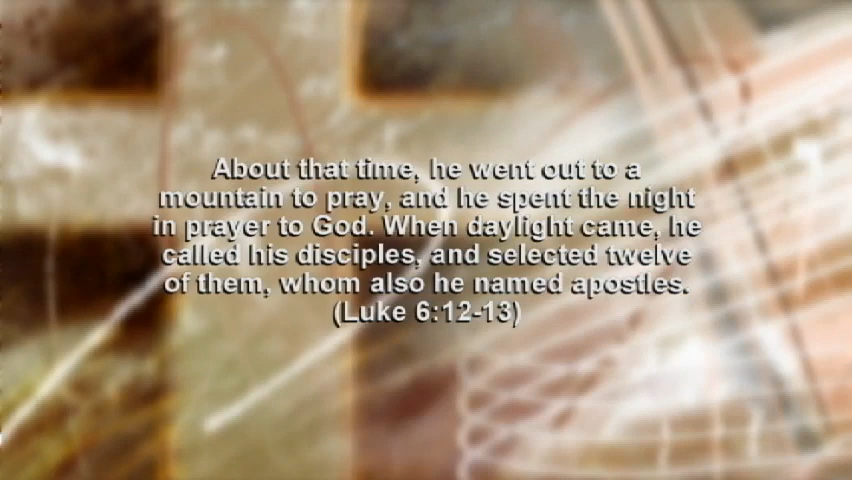 About that time, he went out to a
mountain to pray, and he spent the night
in prayer to God. When daylight came, he
called his disciples, and selected twelve
of them, whom also he named apostles.
(Luke 6:12-13)